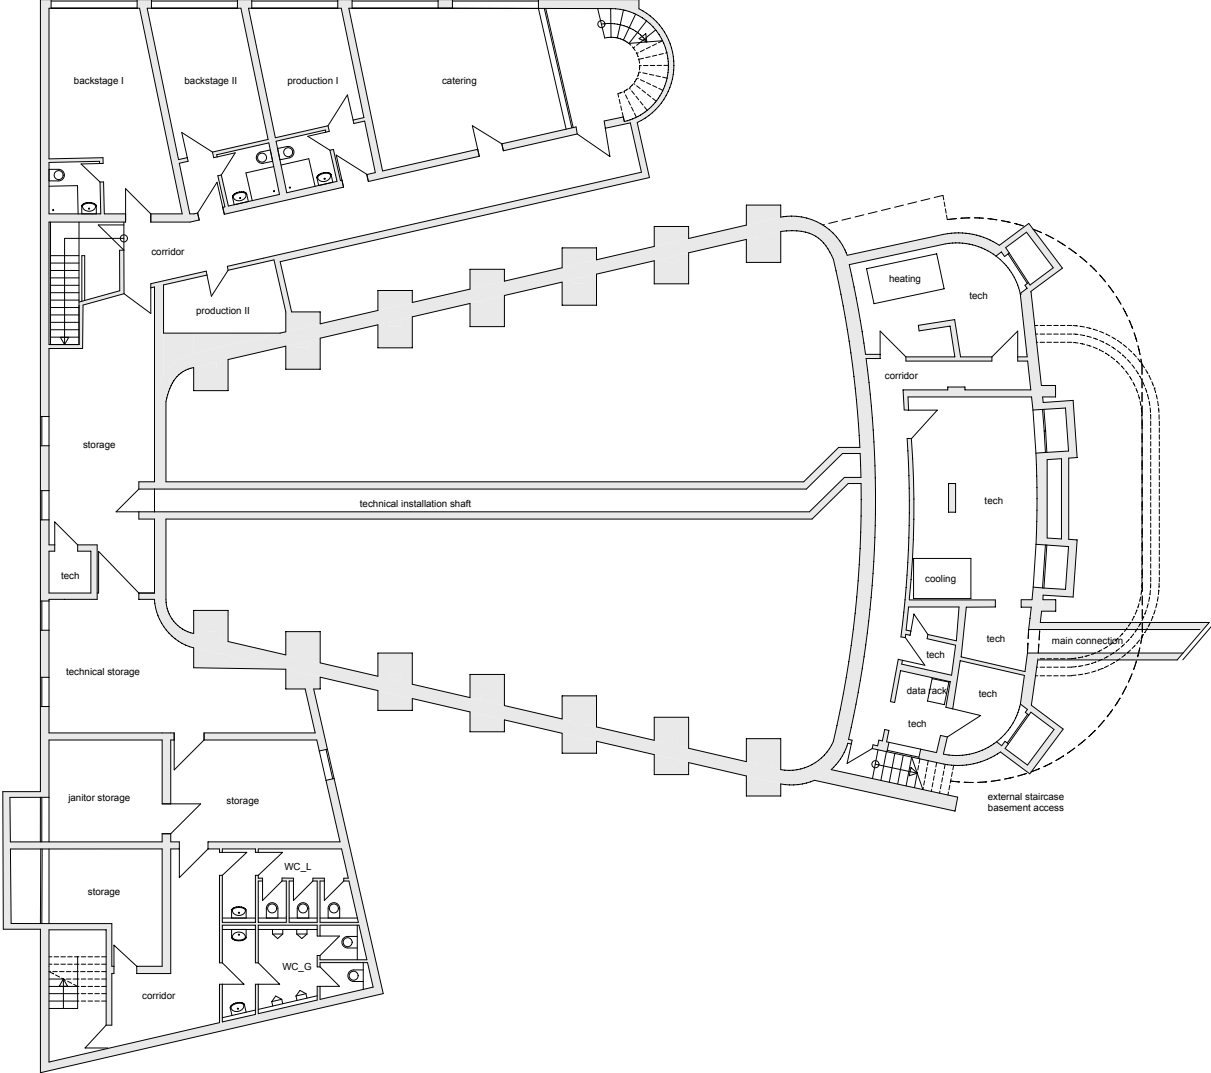 backstage I
backstage II
production I
catering
corridor
production II
heating
tech
corridor
storage
technical installation shaft
tech
cooling
tech
tech
main connection
tech
technical storage
data rack
tech
tech
janitor storage
storage
external staircase
basement access
WC_L
storage
WC_G
corridor